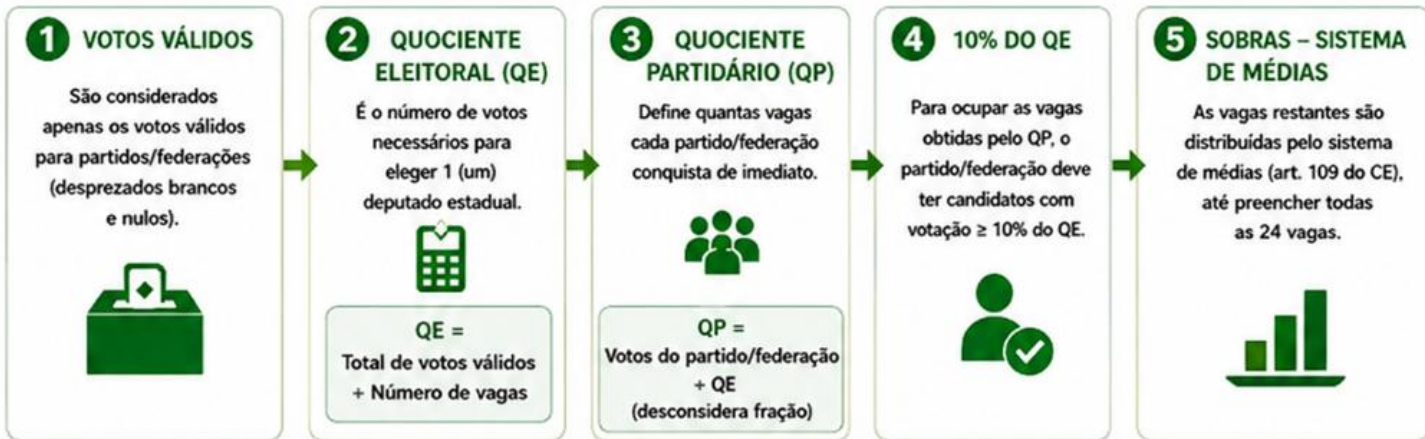 1 VOTOS VÁLIDOS
São considerados
apenas os votos válidos
para partidos/federações
(desprezados brancos
e nulos).
2 QUOCIENTE
ELEITORAL (QE)
É o número de votos
necessários para
eleger 1 (um)
deputado estadual.
QE =
Total de votos válidos
+ Número de vagas
3 QUOCIENTE
PARTIDÁRIO (QP)
Define quantas vagas
cada partido/federação
conquista de imediato.
QP =
Votos do partido/federação
+ QE
(desconsidera fração)
4 10% DO QE
Para ocupar as vagas
obtidas pelo QP, o
partido/federação deve
ter candidatos com
votação ≥ 10% do QE.
5 SOBRAS – SISTEMA
DE MÉDIAS
As vagas restantes são
distribuídas pelo sistema
de médias (art. 109 do CE),
até preencher todas
as 24 vagas.